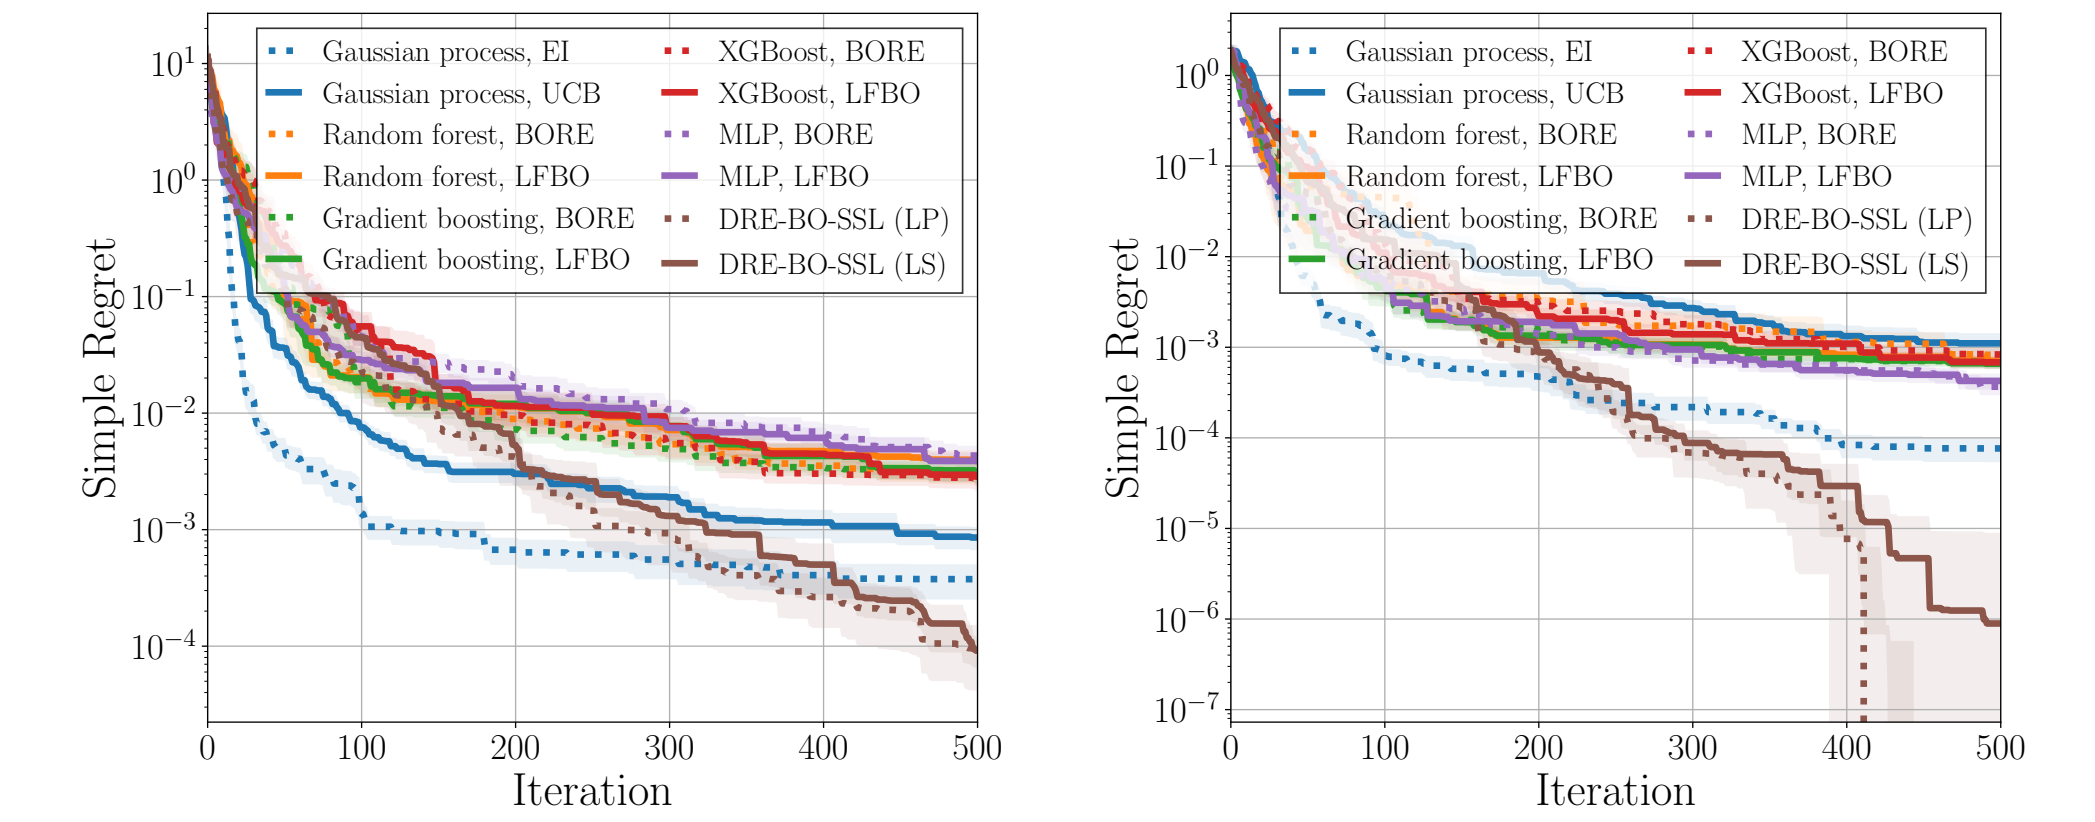 Simple Regret
10^1
10^0
10^−1
10^−2
10^−3
10^−4
Gaussian process, EI
Gaussian process, UCB
Random forest, BORE
Random forest, LFBO
Gradient boosting, BORE
Gradient boosting, LFBO
XGBoost, BORE
XGBoost, LFBO
MLP, BORE
MLP, LFBO
DRE-BO-SSL (LP)
DRE-BO-SSL (LS)
0 100 200 300 400 500
Iteration
Simple Regret
10^0
10^−1
10^−2
10^−3
10^−4
10^−5
10^−6
10^−7
Gaussian process, EI
Gaussian process, UCB
Random forest, BORE
Random forest, LFBO
Gradient boosting, BORE
Gradient boosting, LFBO
XGBoost, BORE
XGBoost, LFBO
MLP, BORE
MLP, LFBO
DRE-BO-SSL (LP)
DRE-BO-SSL (LS)
0 100 200 300 400 500
Iteration